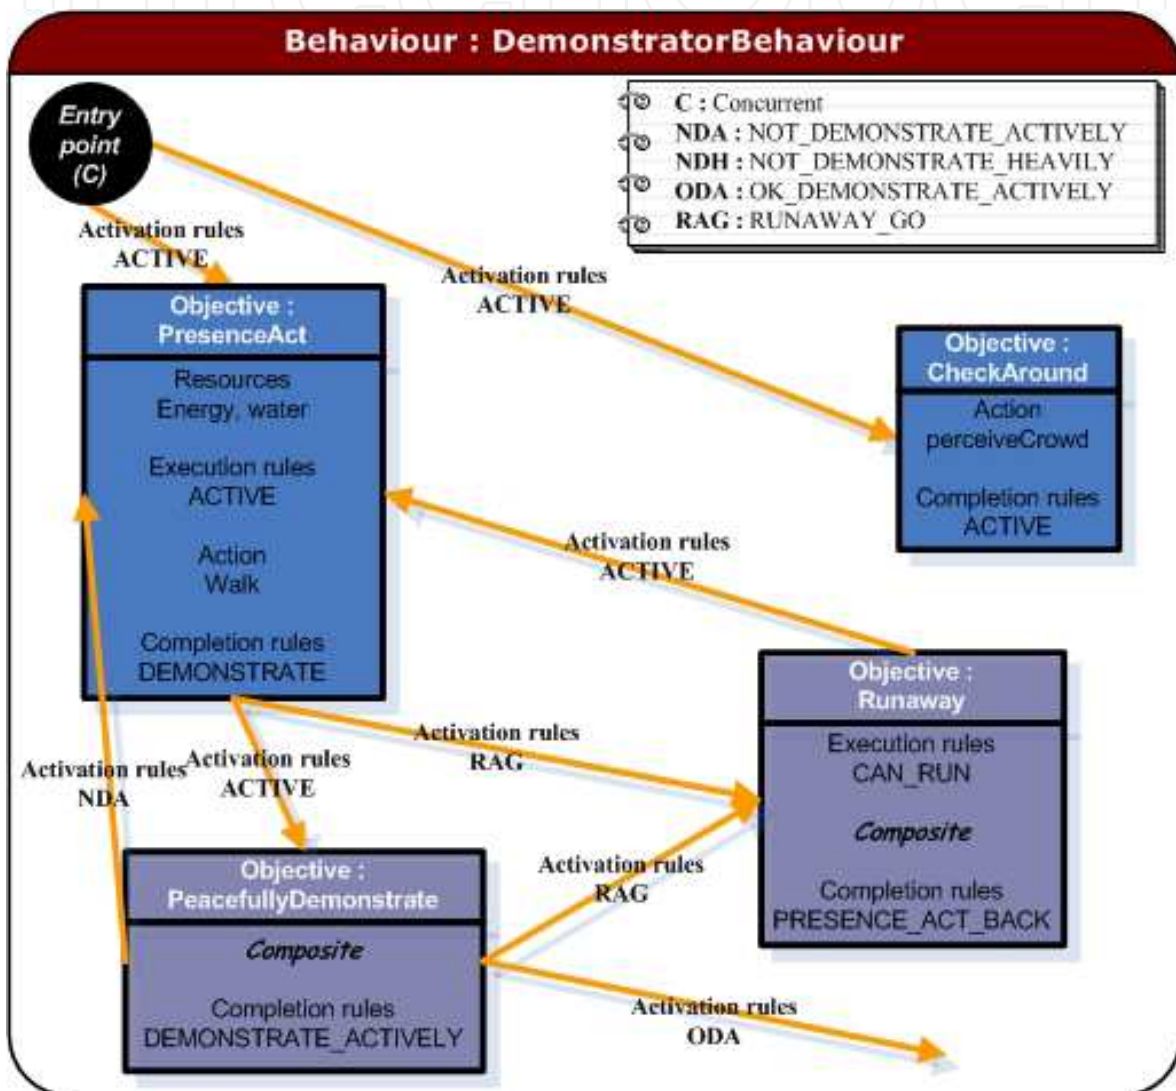 Behaviour : DemonstratorBehaviour
Entry
point
(C)
C : Concurrent
NDA : NOT_DEMONSTRATE_ACTIVELY
NDH : NOT_DEMONSTRATE_HEAVILY
ODA : OK_DEMONSTRATE_ACTIVELY
RAG : RUNAWAY_GO
Activation rules
ACTIVE
Activation rules
ACTIVE
Objective :
PresenceAct
Resources
Energy, water
Execution rules
ACTIVE
Action
Walk
Completion rules
DEMONSTRATE
Objective :
CheckAround
Action
perceiveCrowd
Completion rules
ACTIVE
Activation rules
ACTIVE
Objective :
Runaway
Execution rules
CAN_RUN
Composite
Completion rules
PRESENCE_ACT_BACK
Activation rules
RAG
Activation rules
NDA
Activation rules
ACTIVE
Objective :
PeacefullyDemonstrate
Composite
Completion rules
DEMONSTRATE_ACTIVELY
Activation rules
RAG
Activation rules
ODA